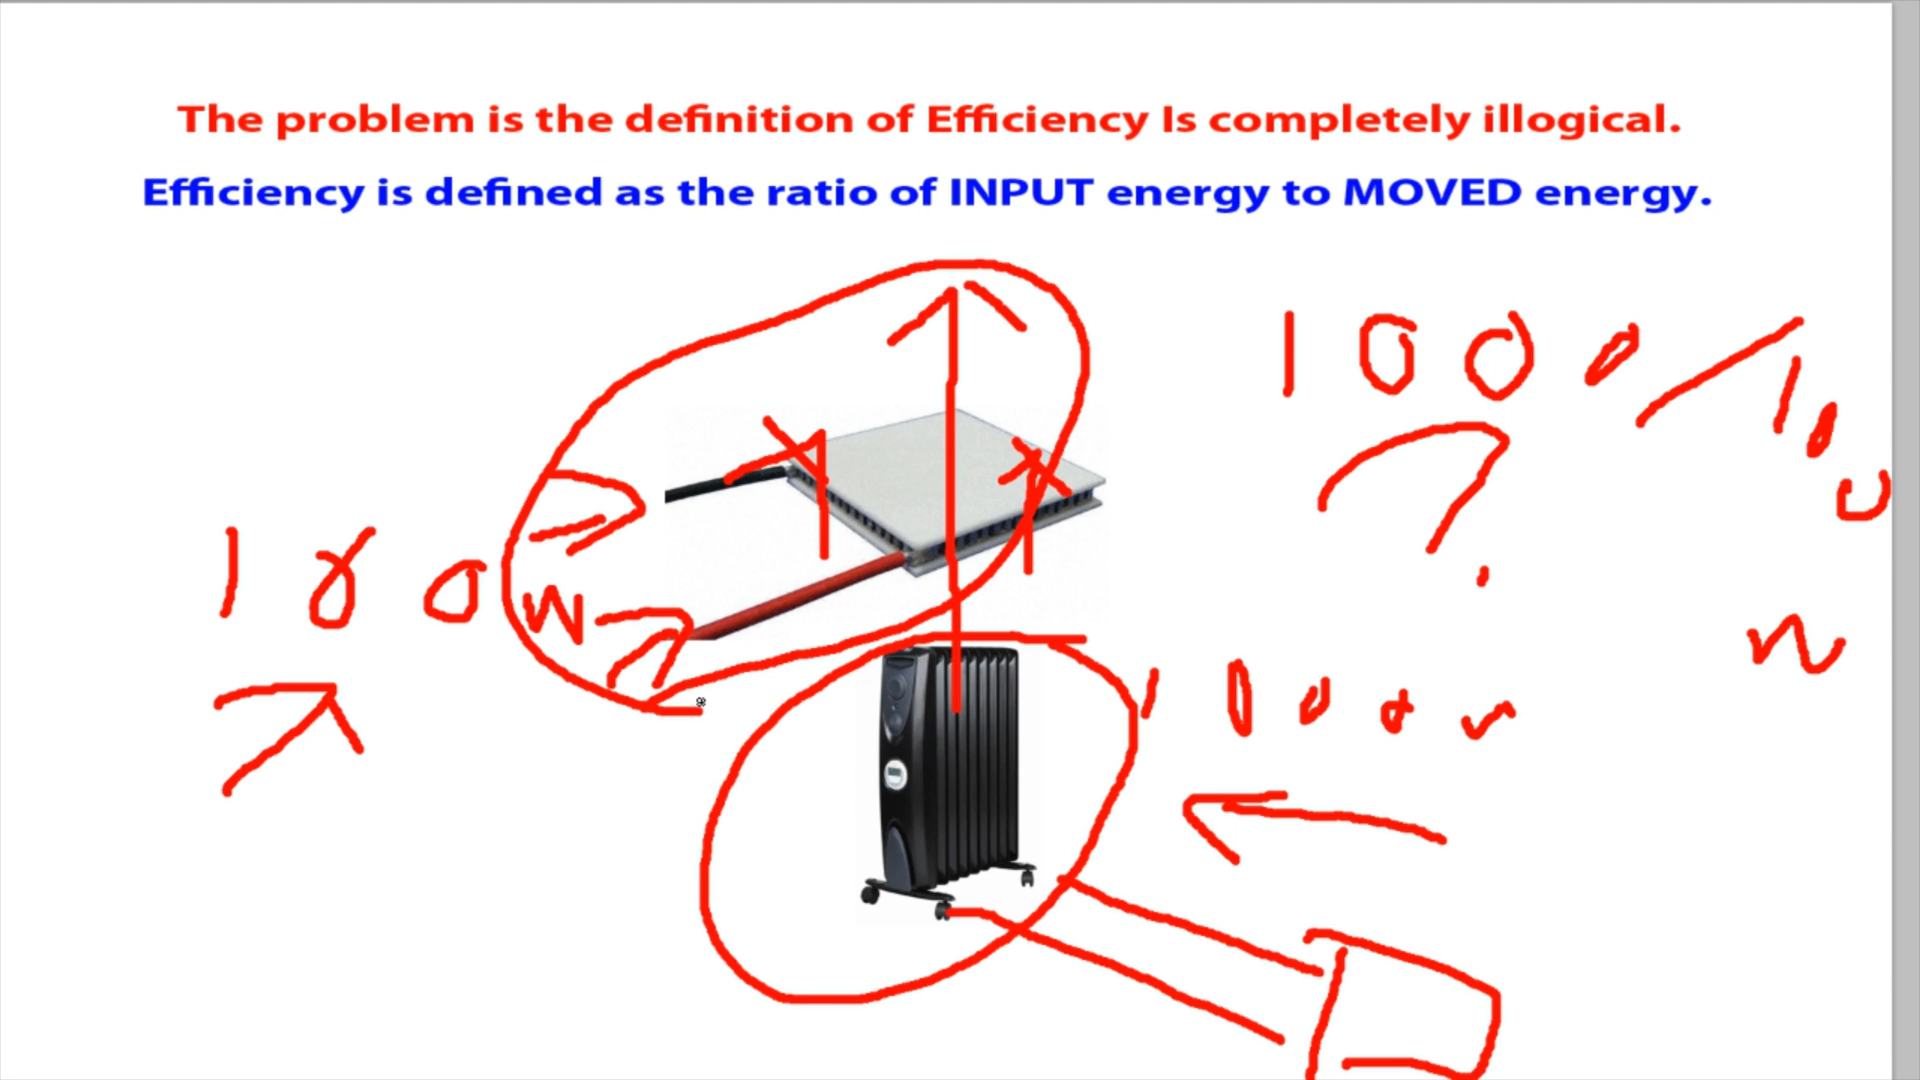 The problem is the definition of Efficiency Is completely illogical.
Efficiency is defined as the ratio of INPUT energy to MOVED energy.
1000/100
?
100W
W
1000W